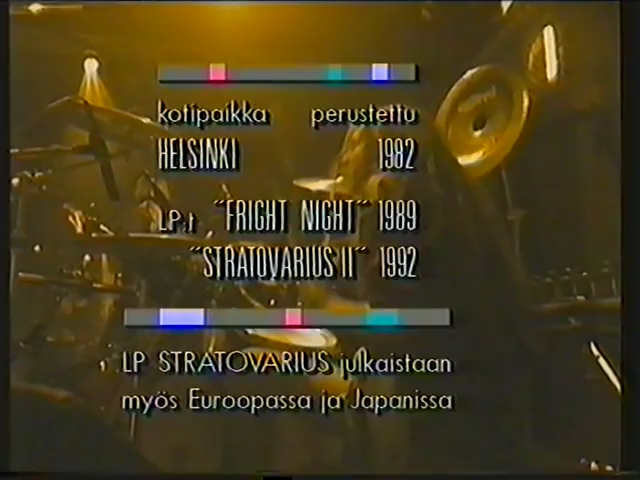 kotipaikka perustettu
HELSINKI 1982
LP:t "FRIGHT NIGHT" 1989
"STRATOVARIUS II" 1992
LP STRATOVARIUS julkaistaan
myös Euroopassa ja Japanissa